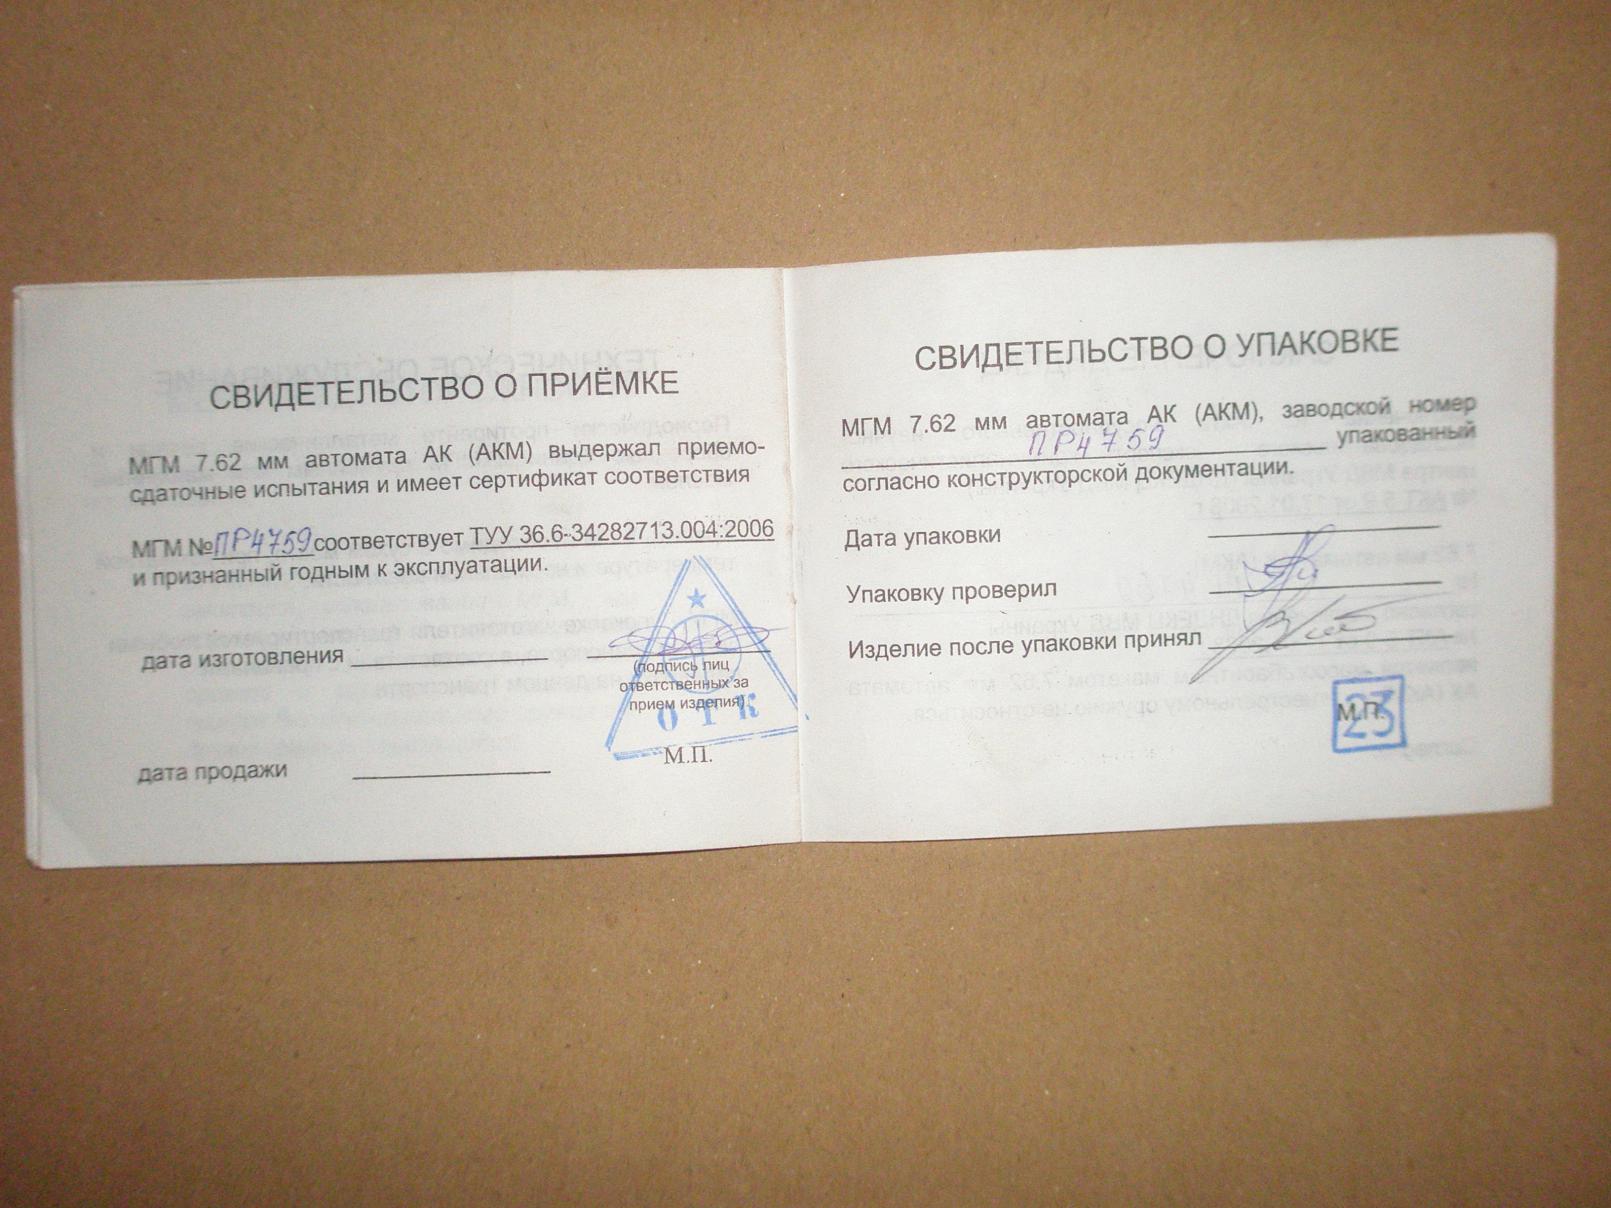 СВИДЕТЕЛЬСТВО О ПРИЁМКЕ
МГМ 7.62 мм автомата АК (АКМ) выдержал приемо-
сдаточные испытания и имеет сертификат соответствия
МГМ №ПР4759соответствует ТУУ 36.6-34282713.004:2006
и признанный годным к эксплуатации.
дата изготовления
(подпись лиц
ответственных за
прием изделия)
ОТК
М.П.
дата продажи
СВИДЕТЕЛЬСТВО О УПАКОВКЕ
МГМ 7.62 мм автомата АК (АКМ), заводской номер
ПР4759 упакованный
согласно конструкторской документации.
Дата упаковки
Упаковку проверил
Изделие после упаковки принял
М.П.
23